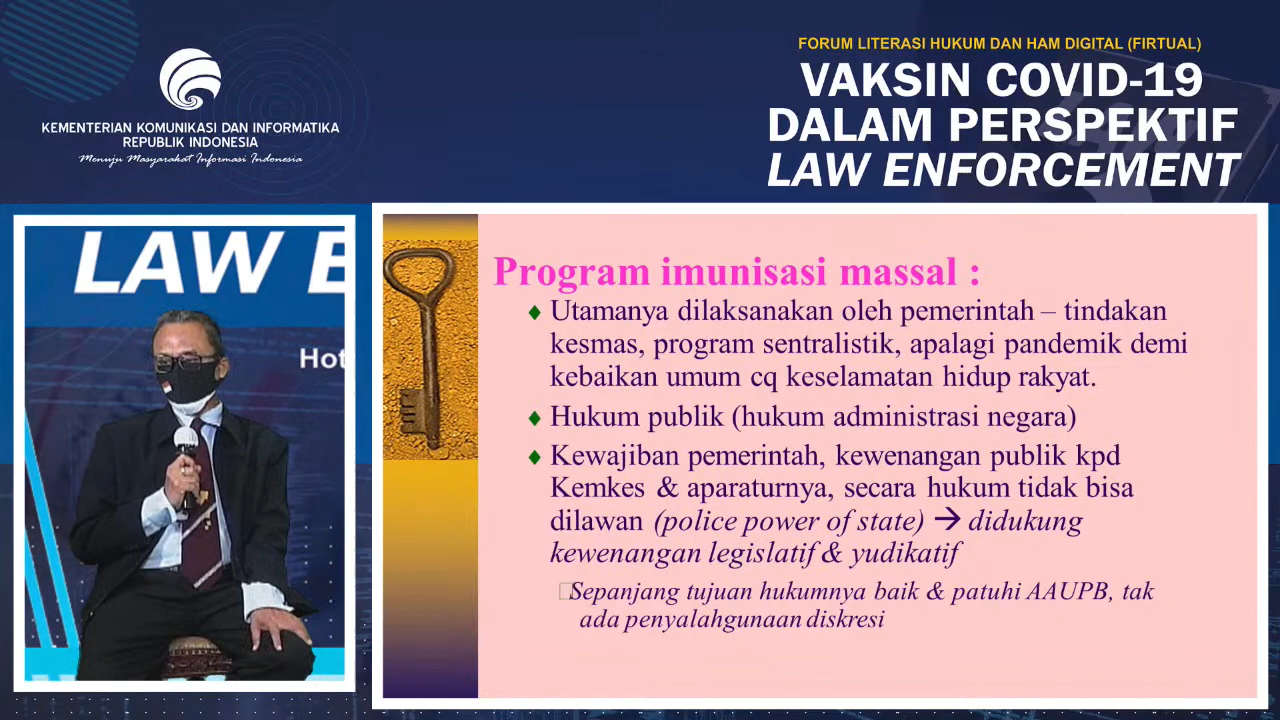 KEMENTERIAN KOMUNIKASI DAN INFORMATIKA
REPUBLIK INDONESIA
Menuju Masyarakat Informasi Indonesia
FORUM LITERASI HUKUM DAN HAM DIGITAL (FIRTUAL)
VAKSIN COVID-19
DALAM PERSPEKTIF
LAW ENFORCEMENT
LAW E
Hot
Program imunisasi massal :
Utamanya dilaksanakan oleh pemerintah – tindakan
kesmas, program sentralistik, apalagi pandemik demi
kebaikan umum cq keselamatan hidup rakyat.
Hukum publik (hukum administrasi negara)
Kewajiban pemerintah, kewenangan publik kpd
Kemkes & aparaturnya, secara hukum tidak bisa
dilawan (police power of state) → didukung
kewenangan legislatif & yudikatif
Sepanjang tujuan hukumnya baik & patuhi AAUPB, tak
ada penyalahgunaan diskresi